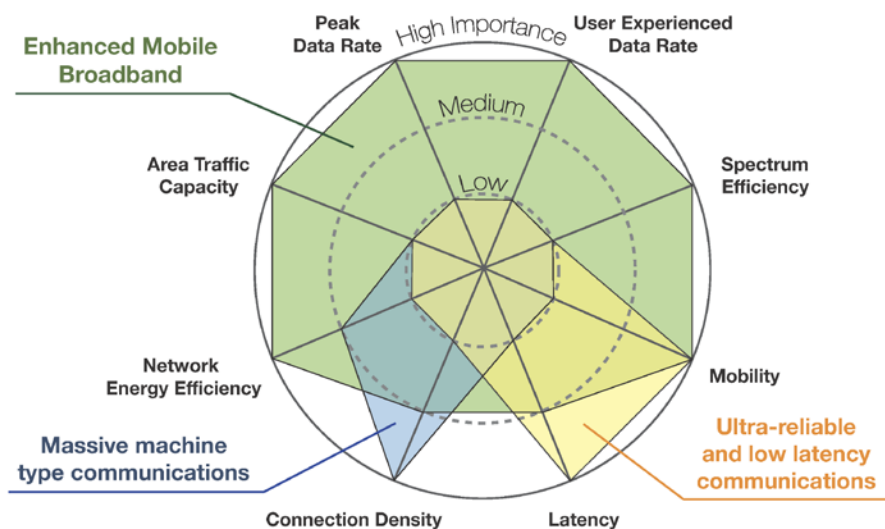 Peak
Data Rate
High Importance
User Experienced
Data Rate
Enhanced Mobile
Broadband
Medium
Area Traffic
Capacity
Low
Spectrum
Efficiency
Network
Energy Efficiency
Mobility
Massive machine
type communications
Ultra-reliable
and low latency
communications
Connection Density
Latency